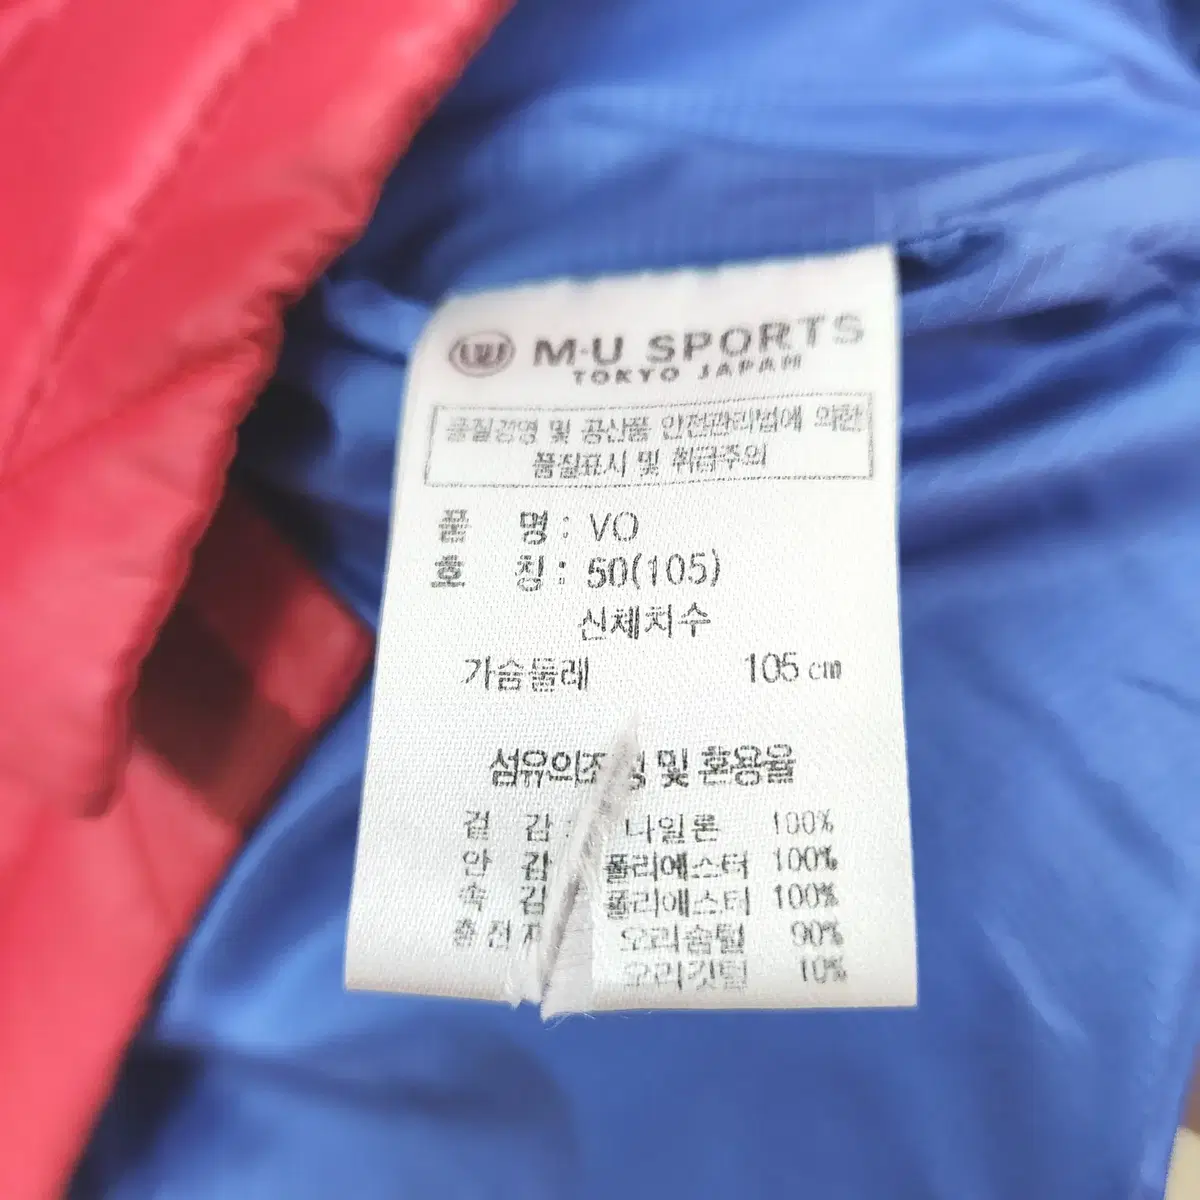 M·U SPORTS
TOKYO JAPAN
품질경영 및 공산품 안전관리법에 의한
품질표시 및 취급주의
품 명 : VO
호 칭 : 50(105)
신체치수
가슴둘레 105 cm
섬유의조성 및 혼용율
겉 감 : 나일론 100%
안 감 폴리에스터 100%
속 감 폴리에스터 100%
충전재 오리솜털 90%
오리깃털 10%